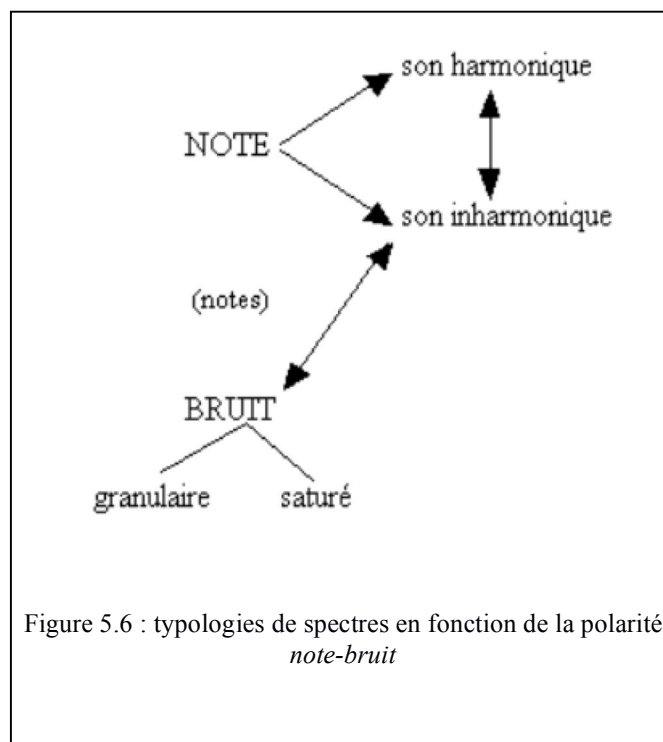 son harmonique
NOTE
son inharmonique
(notes)
BRUIT
granulaire saturé
Figure 5.6 : typologies de spectres en fonction de la polarité
note-bruit